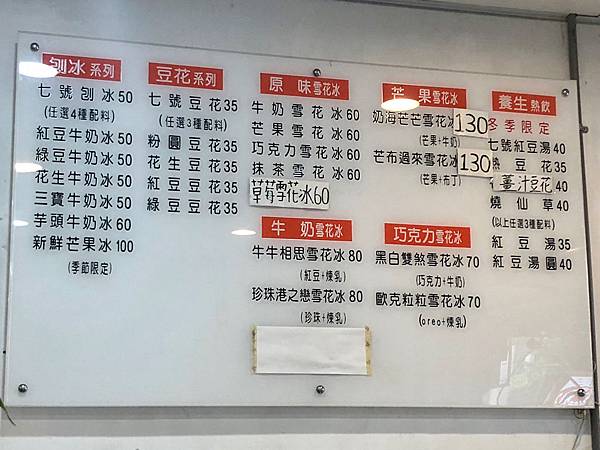 刨冰系列
七號刨冰50
(任選4種配料)
紅豆牛奶冰50
綠豆牛奶冰50
花生牛奶冰50
三寶牛奶冰50
芋頭牛奶冰60
新鮮芒果冰100
(季節限定)
豆花系列
七號豆花35
(任選3種配料)
粉圓豆花35
花生豆花35
紅豆豆花35
綠豆豆花35
原味雪花冰
牛奶雪花冰60
芒果雪花冰60
巧克力雪花冰60
抹茶雪花冰60
草莓雪花冰60
牛奶雪花冰
牛牛相思雪花冰80
(紅豆+煉乳)
珍珠港之戀雪花冰80
(珍珠+煉乳)
芒果雪花冰
奶海芒芒雪花冰130
(芒果+牛奶)
芒布過來雪花冰130
(芒果+布丁)
巧克力雪花冰
黑白雙煞雪花冰70
(巧克力+牛奶)
歐克粒粒雪花冰70
(oreo+煉乳)
養生熱飲
冬季限定
七號紅豆湯40
熱豆花35
薑汁豆花40
燒仙草40
(以上任選3種配料)
紅豆湯35
紅豆湯圓40